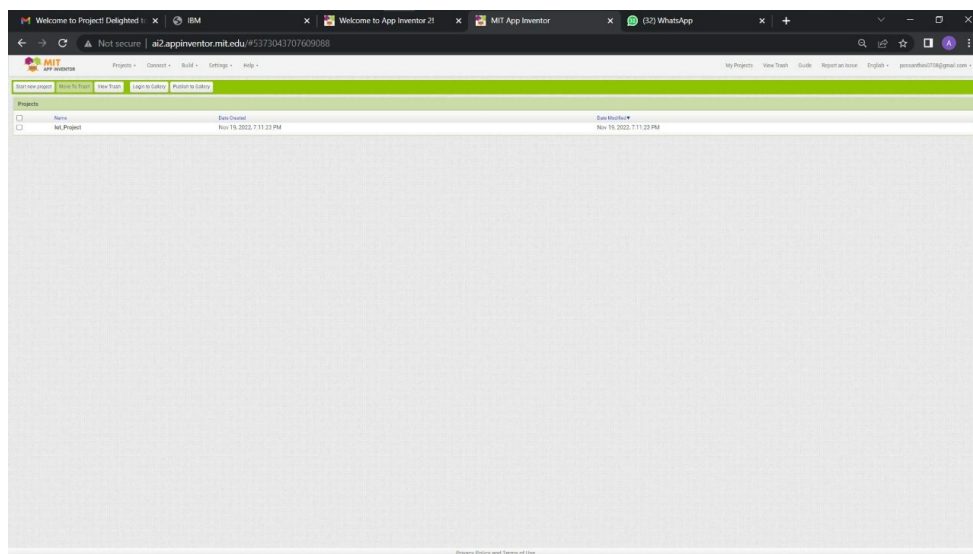 Welcome to Project! Delighted t
IBM
Welcome to App Inventor 2!
MIT App Inventor
(32) WhatsApp
Not secure | ai2.appinventor.mit.edu/#5373043707609088
A
MIT
APP INVENTOR
Projects
Connect
Build
Settings
Help
My Projects
View Trash
Guide
Report an Issue
English
Start new project
Move To Trash
View Trash
Login to Gallery
Publish to Gallery
Projects
Name
Date Created
Date Modified▼
Nov 19, 2022, 7:11:23 PM
Nov 19, 2022, 7:11:23 PM
Privacy Policy and Terms of Use